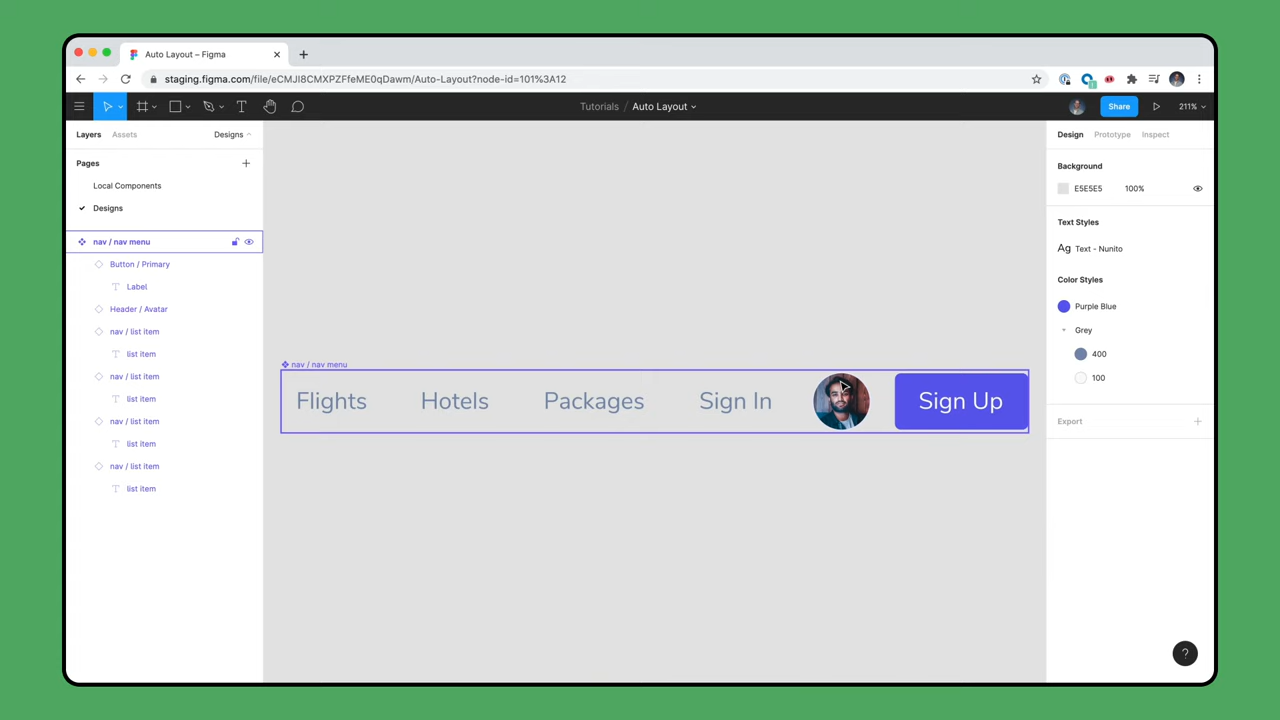 Auto Layout – Figma
staging.figma.com/file/eCMJI8CMXPZFfeME0qDawm/Auto-Layout?node-id=101%3A12
Tutorials / Auto Layout
Share
211%
Layers Assets Designs
Design Prototype Inspect
Pages
Local Components
Designs
nav / nav menu
Button / Primary
Label
Header / Avatar
nav / list item
list item
nav / list item
list item
nav / list item
list item
nav / list item
list item
nav / nav menu
Flights Hotels Packages Sign In Sign Up
Background
E5E5E5 100%
Text Styles
Ag Text - Nunito
Color Styles
Purple Blue
Grey
400
100
Export
?